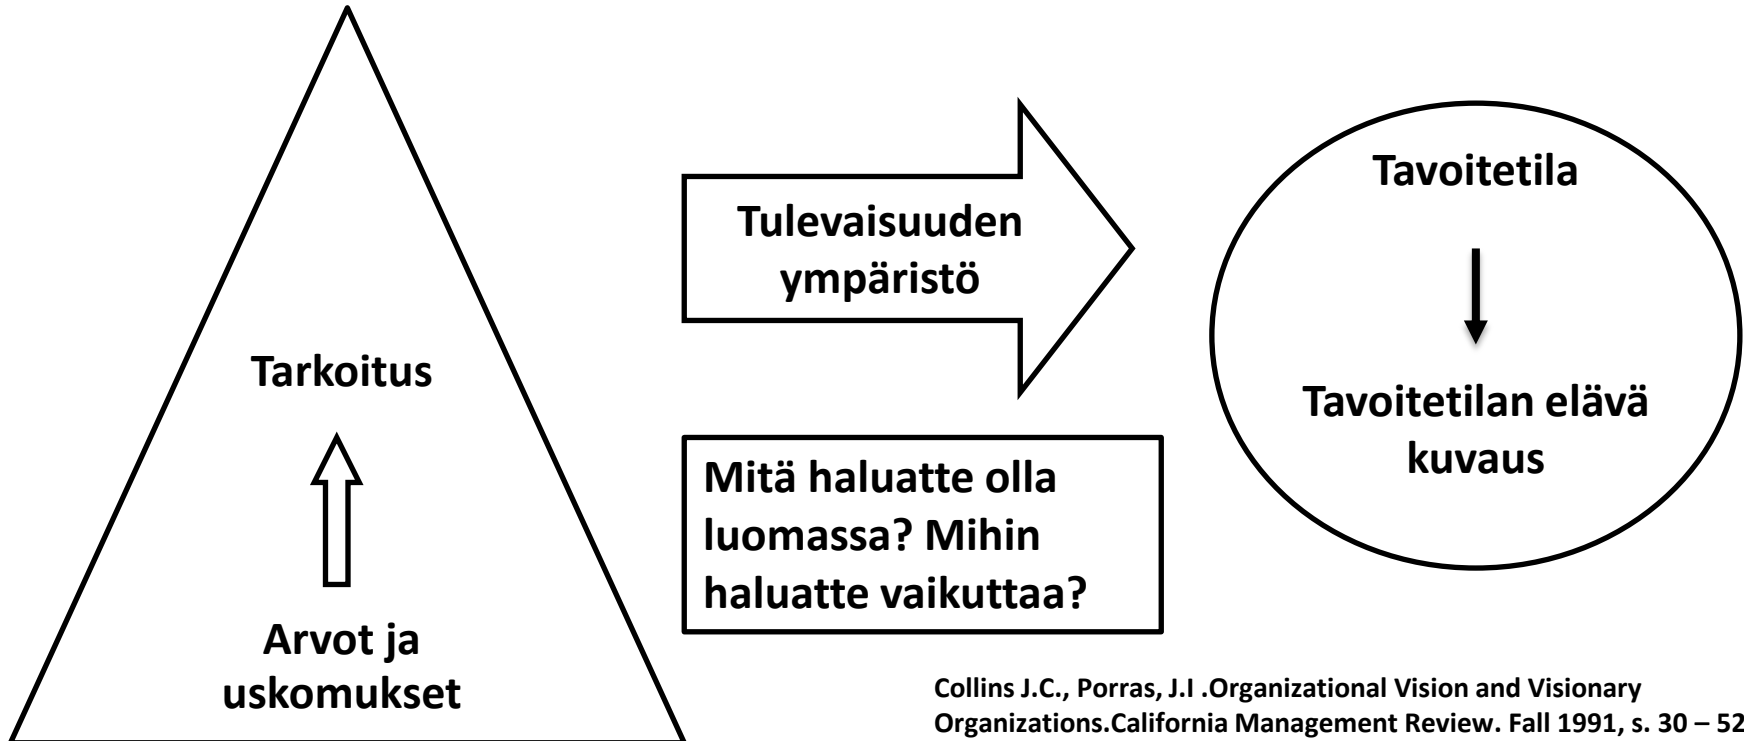 Tarkoitus
Arvot ja
uskomukset
Tulevaisuuden
ympäristö
Mitä haluatte olla
luomassa? Mihin
haluatte vaikuttaa?
Tavoitetila
Tavoitetilan elävä
kuvaus
Collins J.C., Porras, J.I .Organizational Vision and Visionary
Organizations.California Management Review. Fall 1991, s. 30 – 52